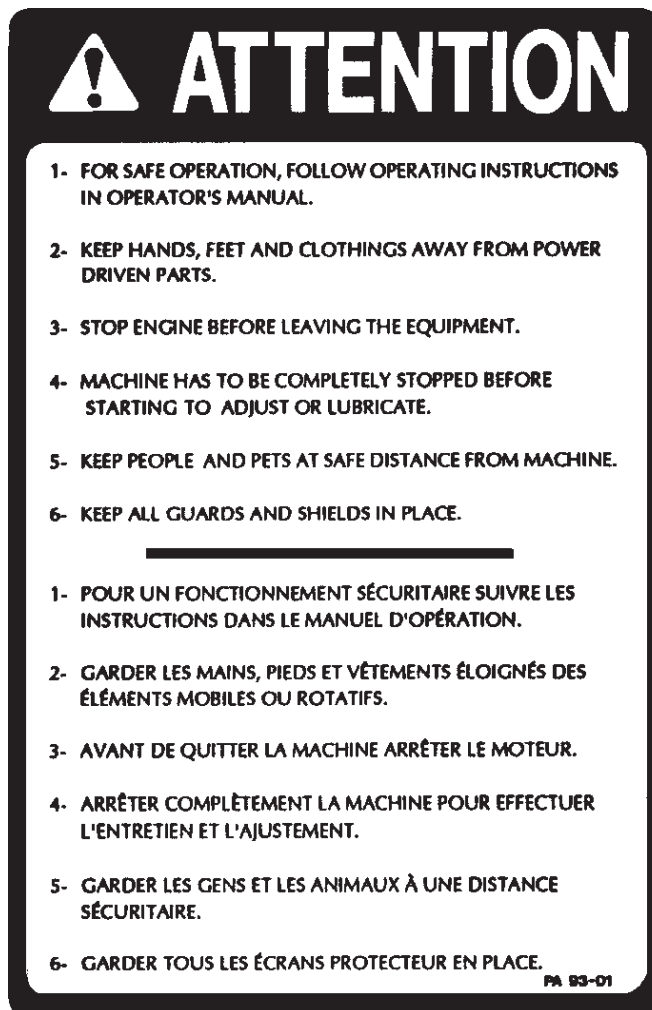 ATTENTION
1- FOR SAFE OPERATION, FOLLOW OPERATING INSTRUCTIONS
IN OPERATOR'S MANUAL.
2- KEEP HANDS, FEET AND CLOTHINGS AWAY FROM POWER
DRIVEN PARTS.
3- STOP ENGINE BEFORE LEAVING THE EQUIPMENT.
4- MACHINE HAS TO BE COMPLETELY STOPPED BEFORE
STARTING TO ADJUST OR LUBRICATE.
5- KEEP PEOPLE AND PETS AT SAFE DISTANCE FROM MACHINE.
6- KEEP ALL GUARDS AND SHIELDS IN PLACE.
1- POUR UN FONCTIONNEMENT SÉCURITAIRE SUIVRE LES
INSTRUCTIONS DANS LE MANUEL D'OPÉRATION.
2- GARDER LES MAINS, PIEDS ET VÊTEMENTS ÉLOIGNÉS DES
ÉLÉMENTS MOBILES OU ROTATIFS.
3- AVANT DE QUITTER LA MACHINE ARRÊTER LE MOTEUR.
4- ARRÊTER COMPLÈTEMENT LA MACHINE POUR EFFECTUER
L'ENTRETIEN ET L'AJUSTEMENT.
5- GARDER LES GENS ET LES ANIMAUX À UNE DISTANCE
SÉCURITAIRE.
6- GARDER TOUS LES ÉCRANS PROTECTEUR EN PLACE.
PA 93-01